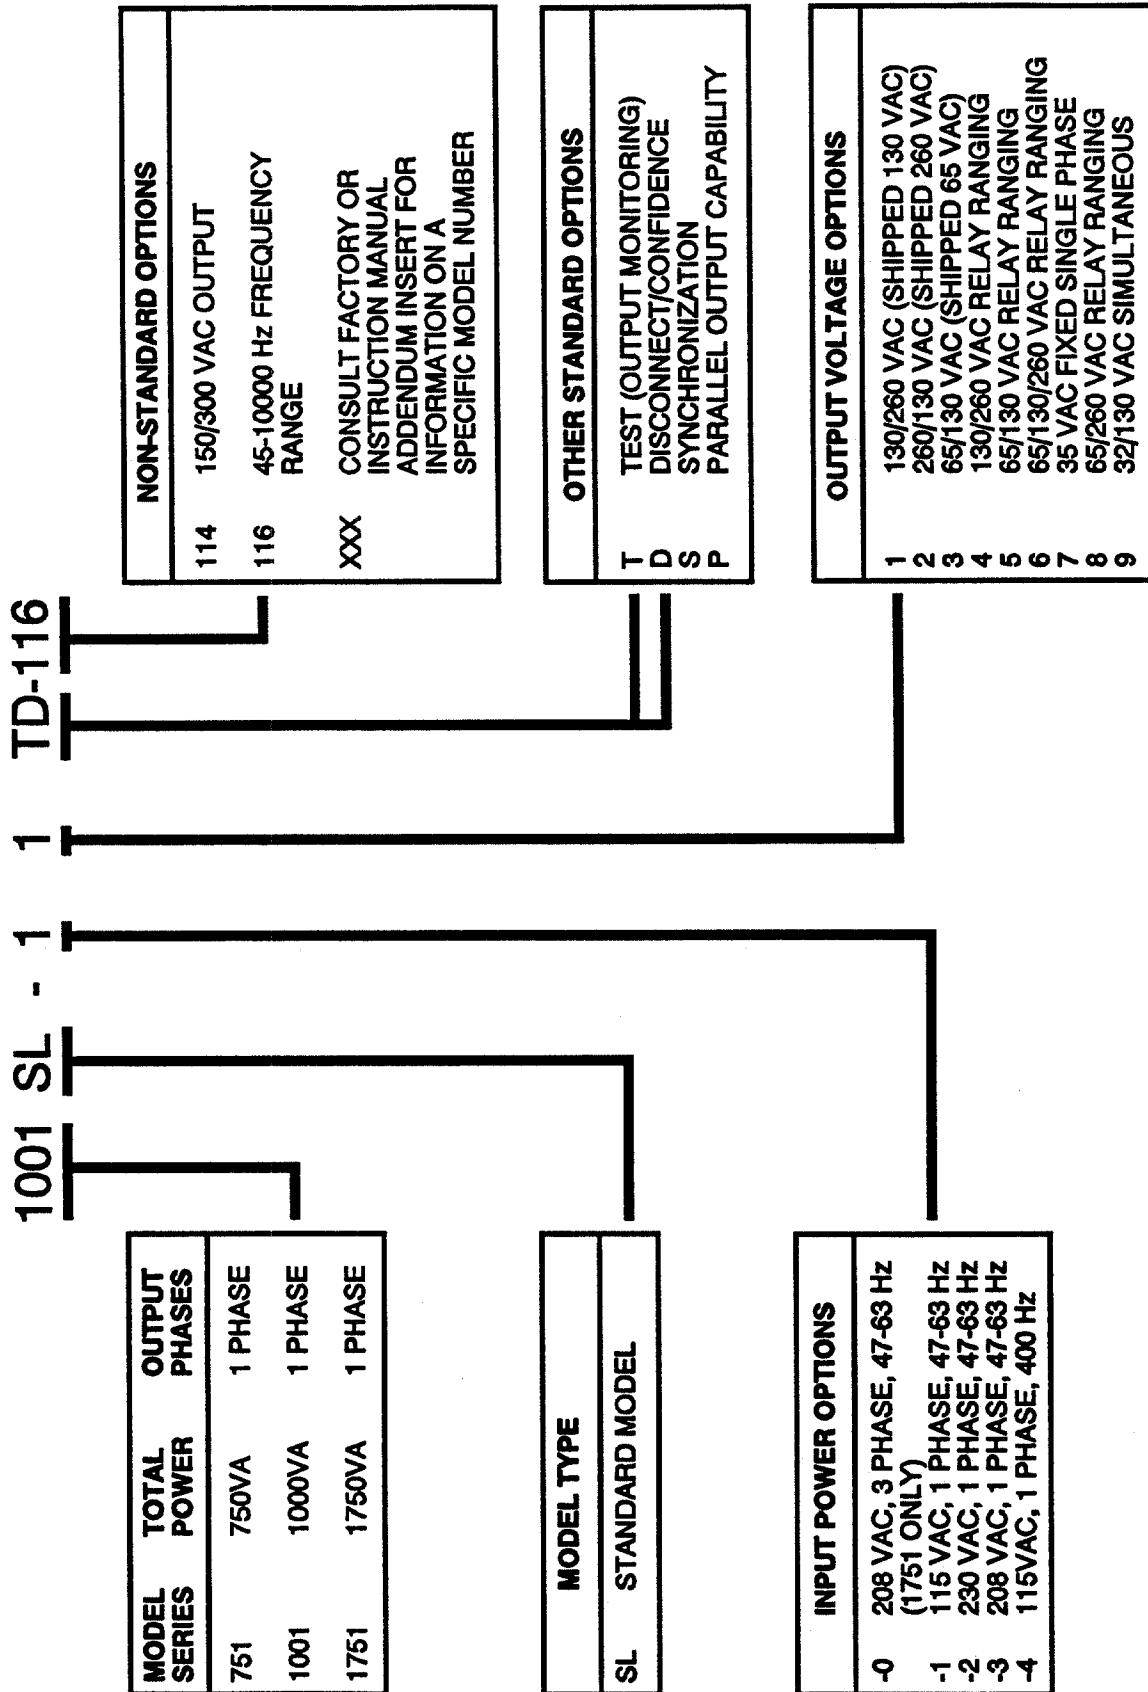 1001 SL - 1 1 TD-116
MODEL SERIES TOTAL POWER OUTPUT PHASES
751 750VA 1 PHASE
1001 1000VA 1 PHASE
1751 1750VA 1 PHASE
MODEL TYPE
SL STANDARD MODEL
INPUT POWER OPTIONS
-0 208 VAC, 3 PHASE, 47-63 Hz
(1751 ONLY)
-1 115 VAC, 1 PHASE, 47-63 Hz
-2 230 VAC, 1 PHASE, 47-63 Hz
-3 208 VAC, 1 PHASE, 47-63 Hz
-4 115VAC, 1 PHASE, 400 Hz
NON-STANDARD OPTIONS
114 150/300 VAC OUTPUT
116 45-10000 Hz FREQUENCY
RANGE
XXX CONSULT FACTORY OR
INSTRUCTION MANUAL
ADDENDUM INSERT FOR
INFORMATION ON A
SPECIFIC MODEL NUMBER
OTHER STANDARD OPTIONS
T TEST (OUTPUT MONITORING)
D DISCONNECT/CONFIDENCE
S SYNCHRONIZATION
P PARALLEL OUTPUT CAPABILITY
OUTPUT VOLTAGE OPTIONS
1 130/260 VAC (SHIPPED 130 VAC)
2 260/130 VAC (SHIPPED 260 VAC)
3 65/130 VAC (SHIPPED 65 VAC)
4 130/260 VAC RELAY RANGING
5 65/130 VAC RELAY RANGING
6 65/130/260 VAC RELAY RANGING
7 35 VAC FIXED SINGLE PHASE
8 65/260 VAC RELAY RANGING
9 32/130 VAC SIMULTANEOUS